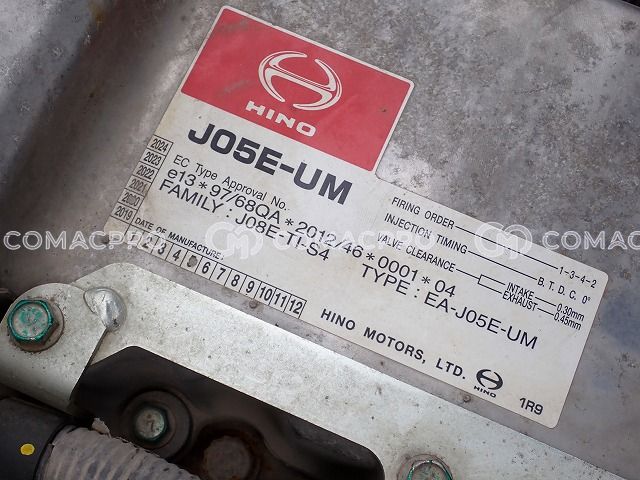 HINO
J05E-UM
EC Type Approval No.
e13*97/68QA*2012/46*0001*04
FAMILY: J08E-TI-S4 TYPE: EA-J05E-UM
FIRING ORDER 1-3-4-2
INJECTION TIMING B.T.D.C. 0°
VALVE CLEARANCE INTAKE 0.30mm
EXHAUST 0.45mm
2024
2023
2022
2021
2020
2019
DATE OF MANUFACTURE:
1 2 3 4 6 7 8 9 10 11 12
HINO MOTORS, LTD. HINO 1R9
COMACPRO COMACPRO COMACPRO